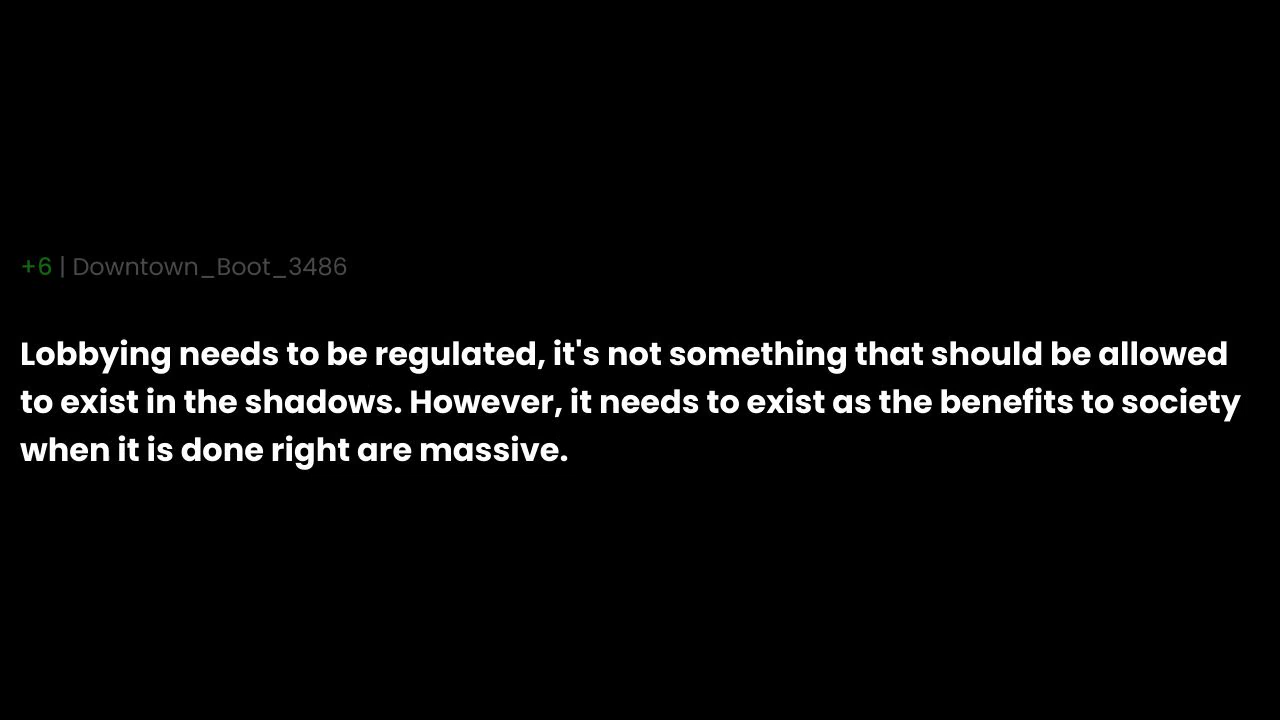 +6 | Downtown_Boot_3486
Lobbying needs to be regulated, it's not something that should be allowed
to exist in the shadows. However, it needs to exist as the benefits to society
when it is done right are massive.